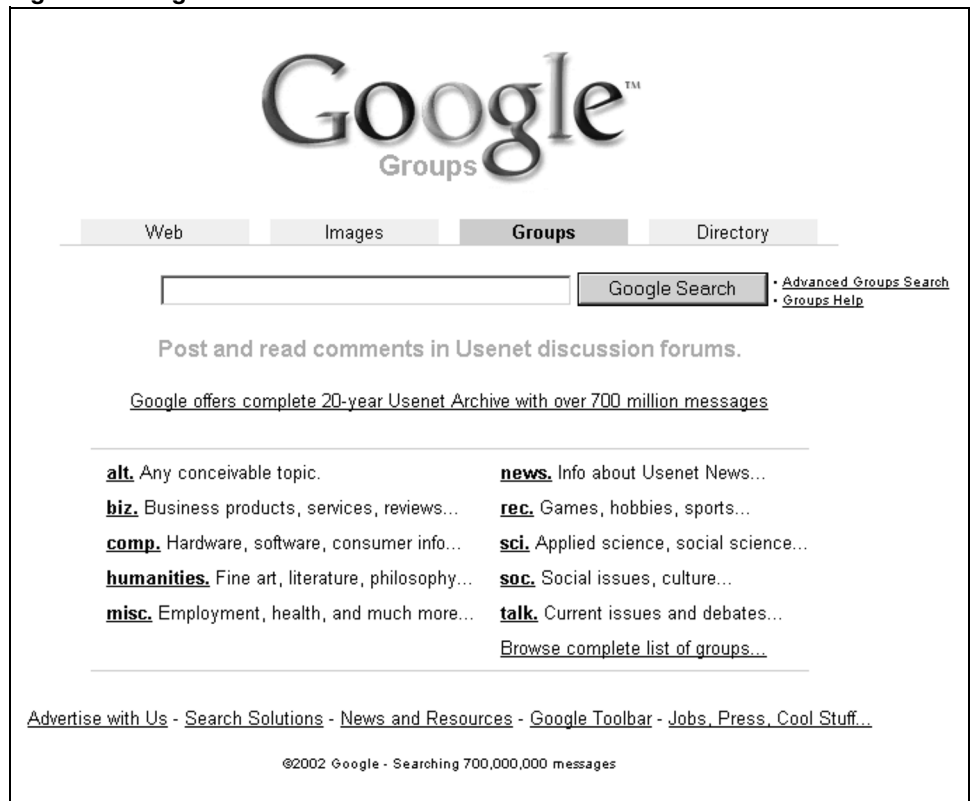 Google™
Groups
Web Images Groups Directory
Google Search
• Advanced Groups Search
• Groups Help
Post and read comments in Usenet discussion forums.
Google offers complete 20-year Usenet Archive with over 700 million messages
alt. Any conceivable topic.
biz. Business products, services, reviews...
comp. Hardware, software, consumer info...
humanities. Fine art, literature, philosophy...
misc. Employment, health, and much more...
news. Info about Usenet News...
rec. Games, hobbies, sports...
sci. Applied science, social science...
soc. Social issues, culture...
talk. Current issues and debates...
Browse complete list of groups...
Advertise with Us - Search Solutions - News and Resources - Google Toolbar - Jobs, Press, Cool Stuff...
©2002 Google - Searching 700,000,000 messages